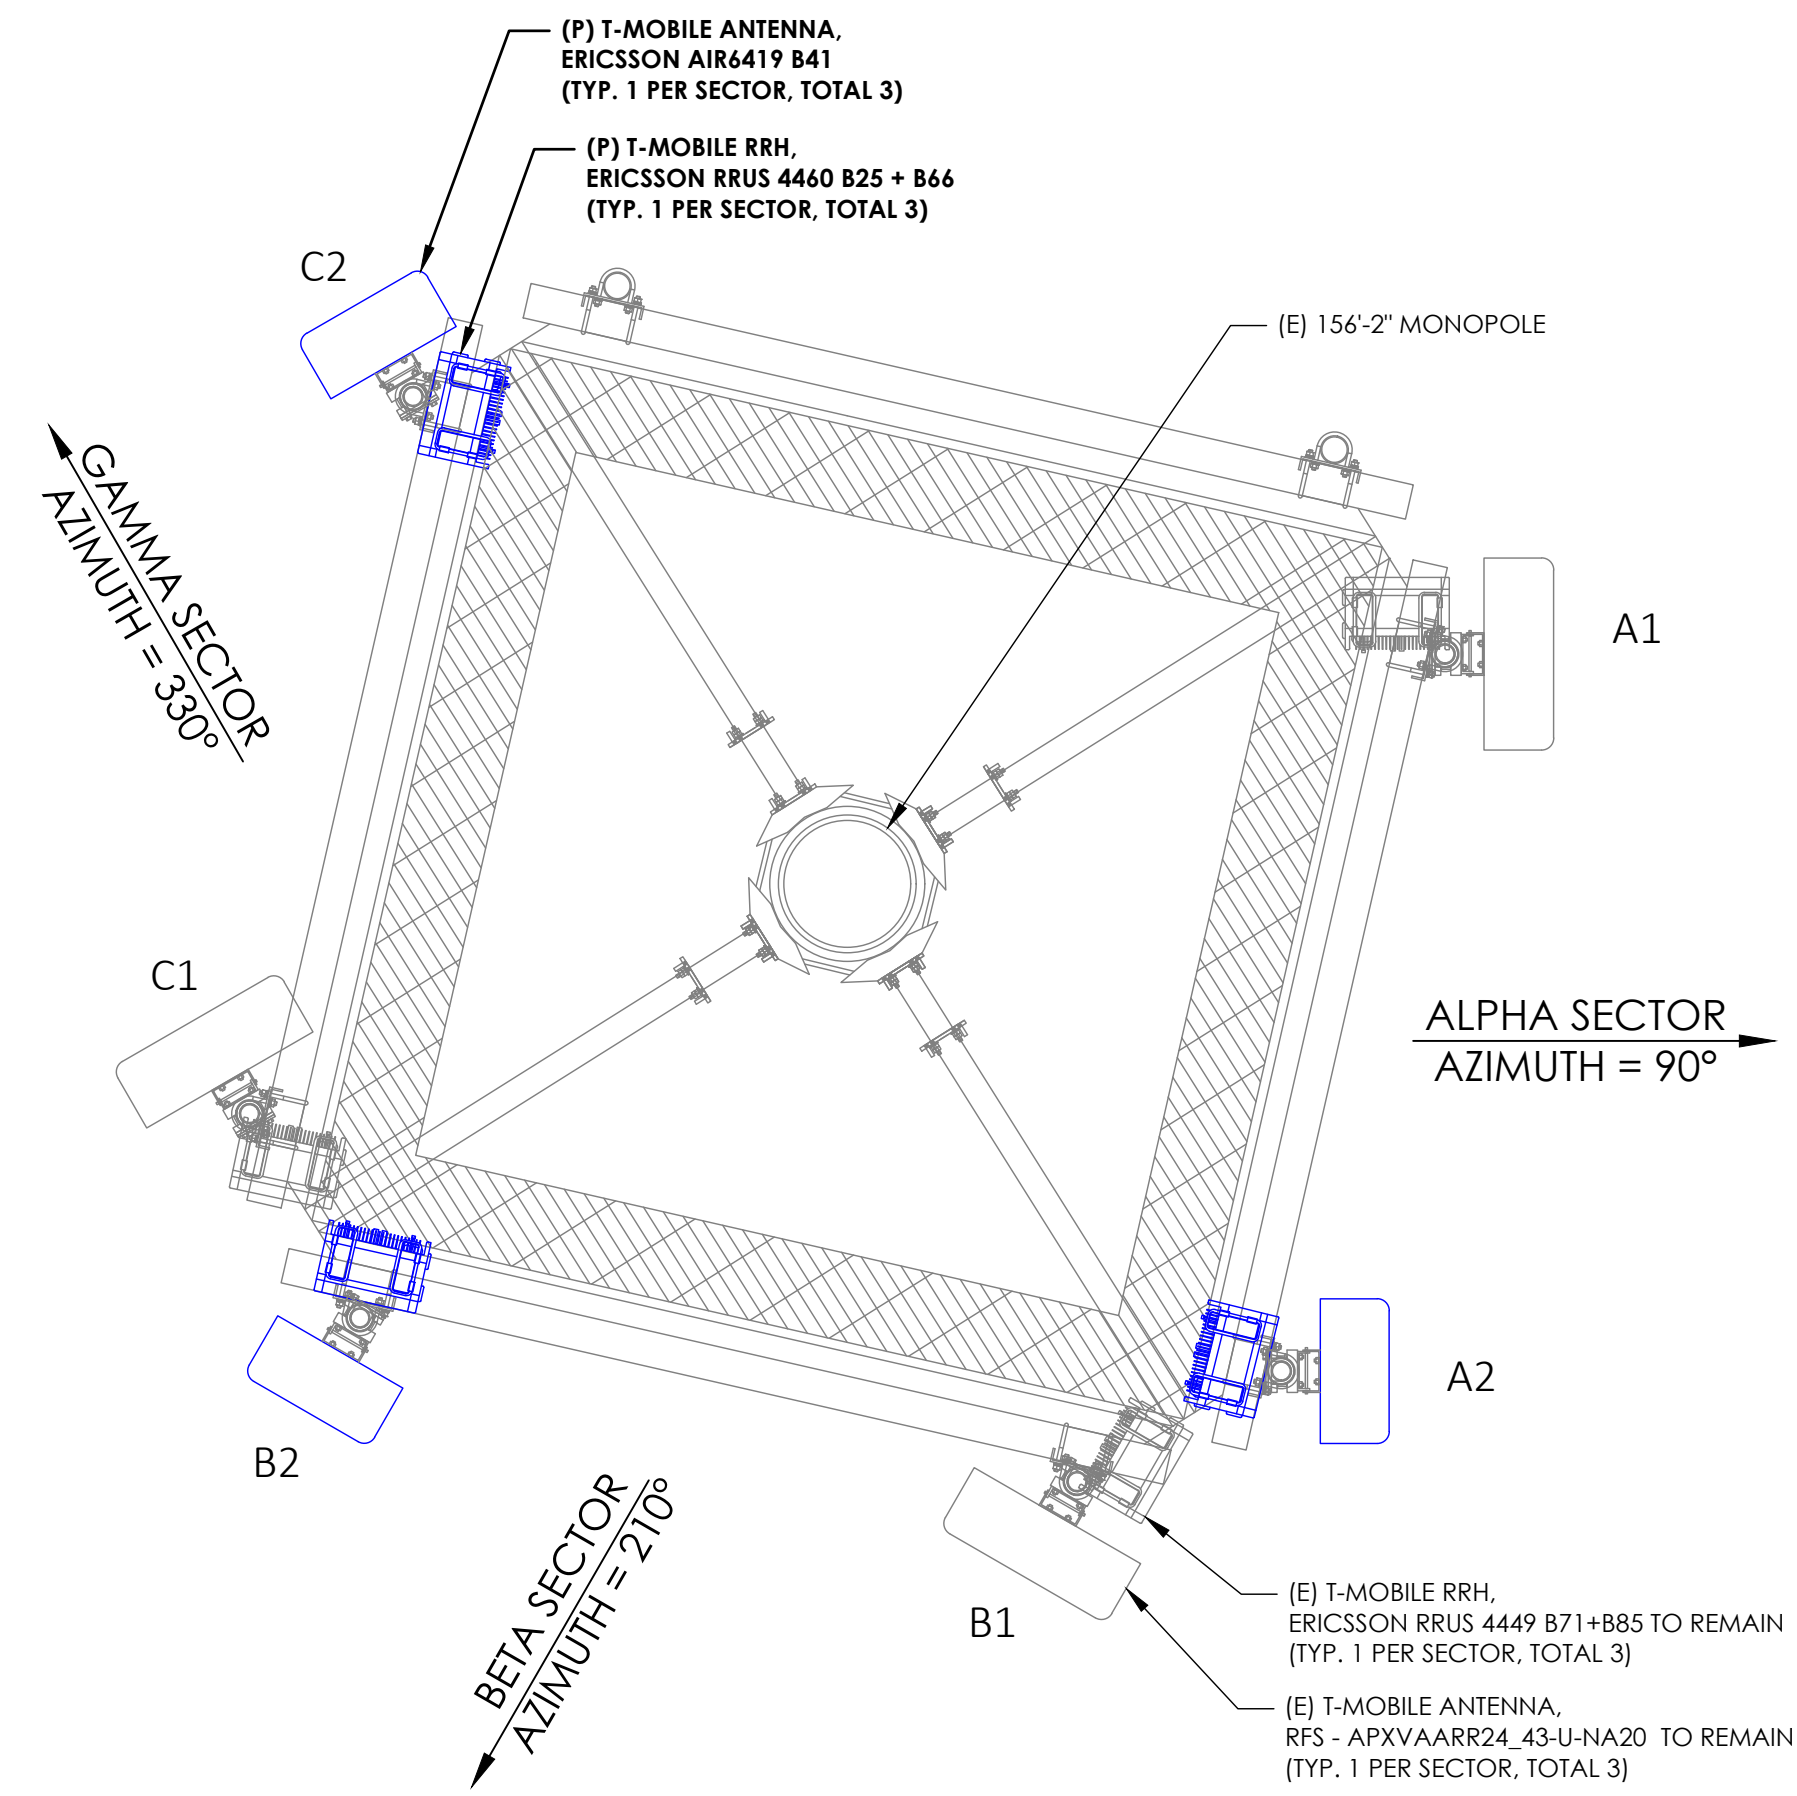 (P) T-MOBILE ANTENNA,
ERICSSON AIR6419 B41
(TYP. 1 PER SECTOR, TOTAL 3)
(P) T-MOBILE RRH,
ERICSSON RRUS 4460 B25 + B66
(TYP. 1 PER SECTOR, TOTAL 3)
C2
(E) 156'-2" MONOPOLE
GAMMA SECTOR
AZIMUTH = 330°
A1
C1
ALPHA SECTOR
AZIMUTH = 90°
A2
B2
BETA SECTOR
AZIMUTH = 210°
B1
(E) T-MOBILE RRH,
ERICSSON RRUS 4449 B71+B85 TO REMAIN
(TYP. 1 PER SECTOR, TOTAL 3)
(E) T-MOBILE ANTENNA,
RFS - APXVAARR24_43-U-NA20 TO REMAIN
(TYP. 1 PER SECTOR, TOTAL 3)